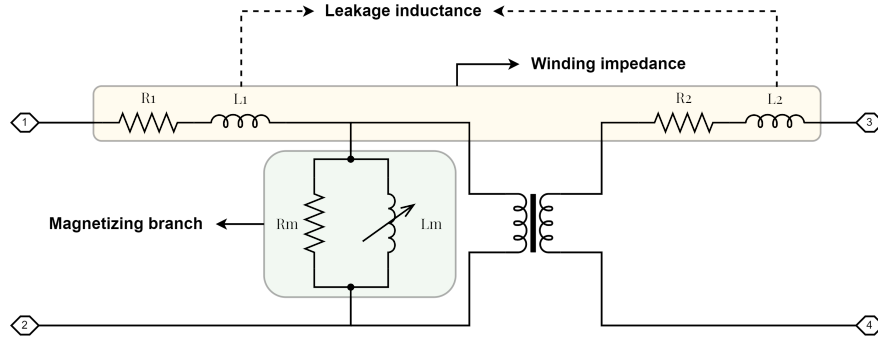 Leakage inductance
Winding impedance
R1 L1 R2 L2
1 3
Magnetizing branch Rm Lm
2 4